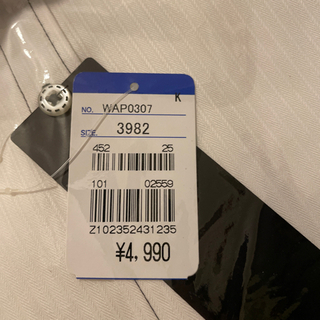 K
NO. WAP0307
SIZE. 3982
452 25
101 02559
Z102352431235
¥4,990